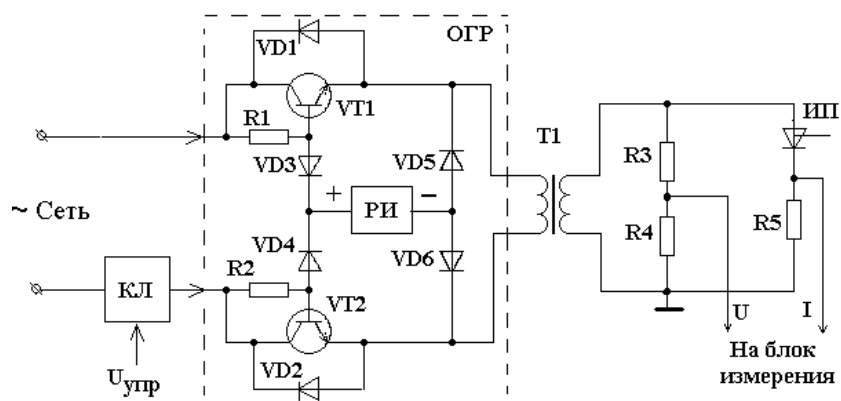 ОГР
VD1
VT1
R1
VD3
VD5
T1
ИП
R3
+
РИ
−
~ Сеть
R4
R5
VD4
VD6
R2
КЛ
VT2
U
I
Uупр
VD2
На блок
измерения